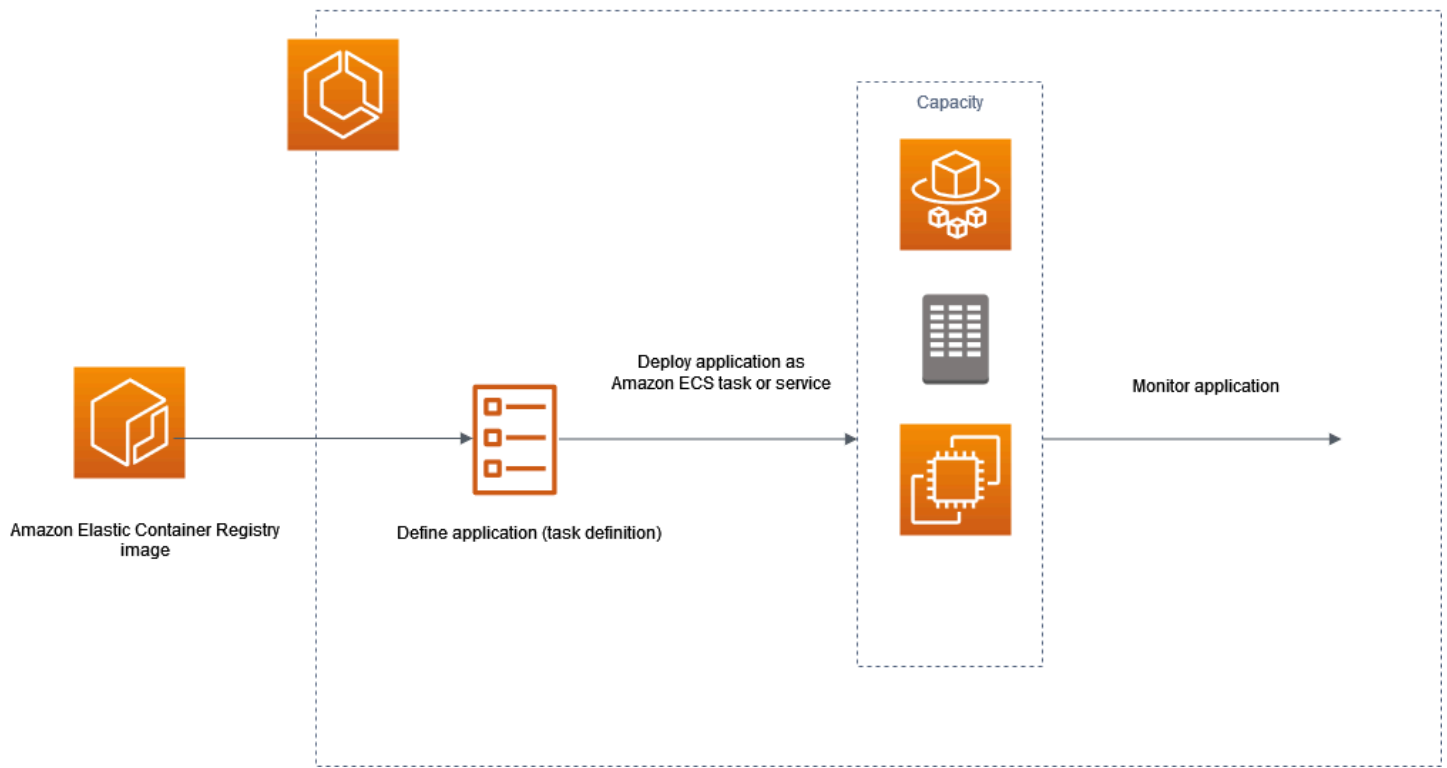 Capacity
Deploy application as
Amazon ECS task or service
Monitor application
Amazon Elastic Container Registry
image
Define application (task definition)